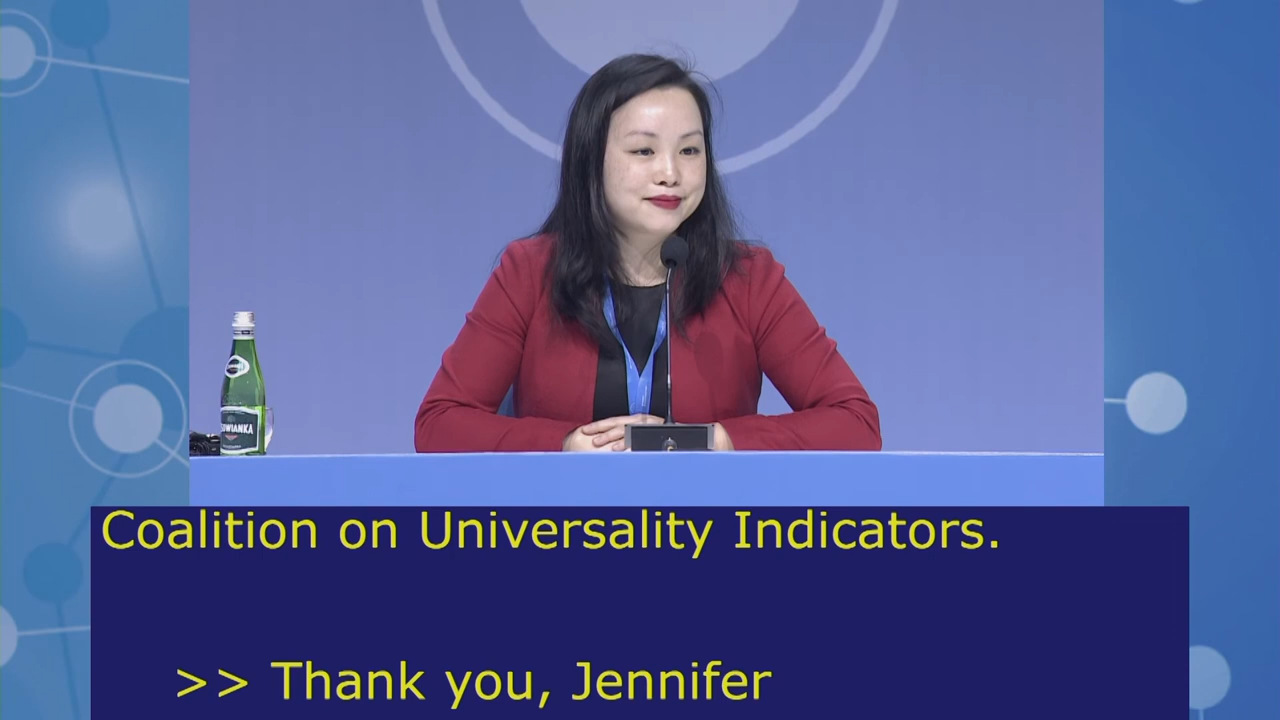 Coalition on Universality Indicators.
>> Thank you, Jennifer